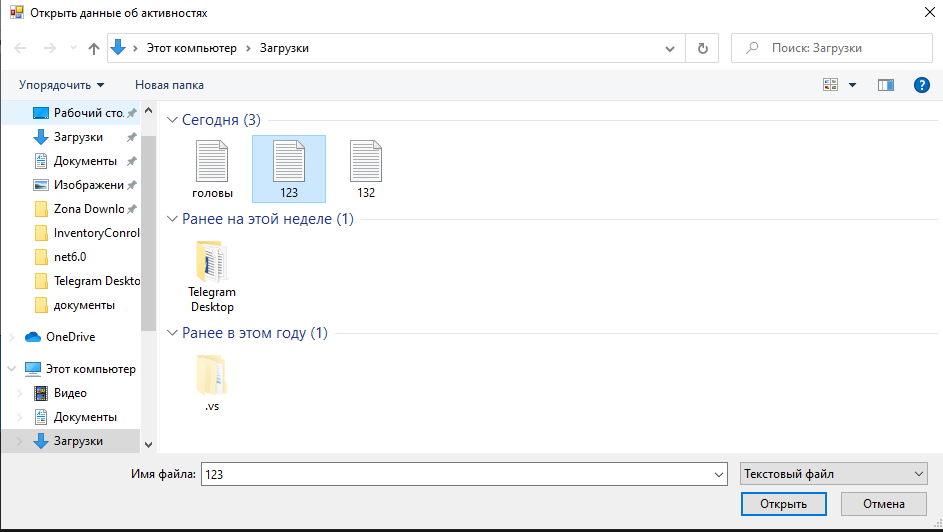 Открыть данные об активностях
Этот компьютер
Загрузки
Поиск: Загрузки
Упорядочить
Новая папка
Рабочий сто.
Загрузки
Документы
Изображени
Zona Downlo
InventoryConrol
net6.0
Telegram Deskto
документы
OneDrive
Этот компьютер
Видео
Документы
Загрузки
Сегодня (3)
головы
123
132
Ранее на этой неделе (1)
Telegram
Desktop
Ранее в этом году (1)
.vs
Имя файла:
123
Текстовый файл
Открыть
Отмена